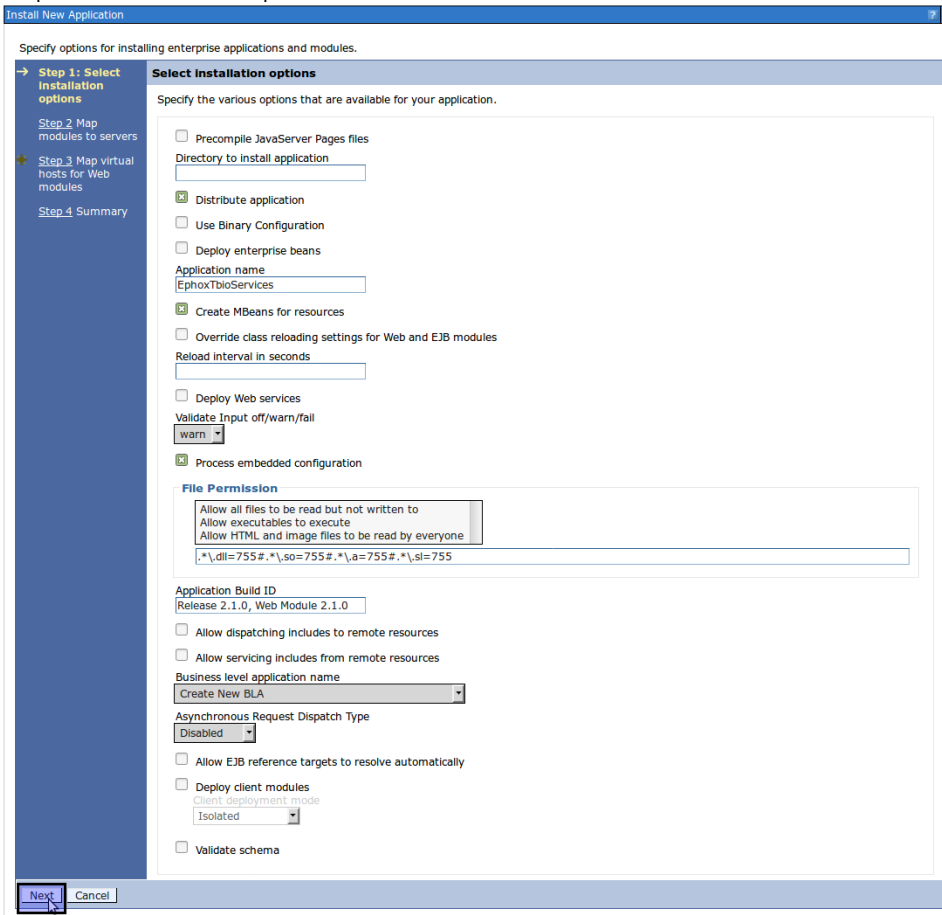 Install New Application
?
Specify options for installing enterprise applications and modules.
Step 1: Select
installation
options
Step 2 Map
modules to servers
Step 3 Map virtual
hosts for Web
modules
Step 4 Summary
Select installation options
Specify the various options that are available for your application.
Precompile JavaServer Pages files
Directory to install application
Distribute application
Use Binary Configuration
Deploy enterprise beans
Application name
EphoxTbioServices
Create MBeans for resources
Override class reloading settings for Web and EJB modules
Reload interval in seconds
Deploy Web services
Validate Input off/warn/fail
warn
Process embedded configuration
File Permission
Allow all files to be read but not written to
Allow executables to execute
Allow HTML and image files to be read by everyone
.*\.dll=755#.*\.so=755#.*\.a=755#.*\.sl=755
Application Build ID
Release 2.1.0, Web Module 2.1.0
Allow dispatching includes to remote resources
Allow servicing includes from remote resources
Business level application name
Create New BLA
Asynchronous Request Dispatch Type
Disabled
Allow EJB reference targets to resolve automatically
Deploy client modules
Client deployment mode
Isolated
Validate schema
Next Cancel